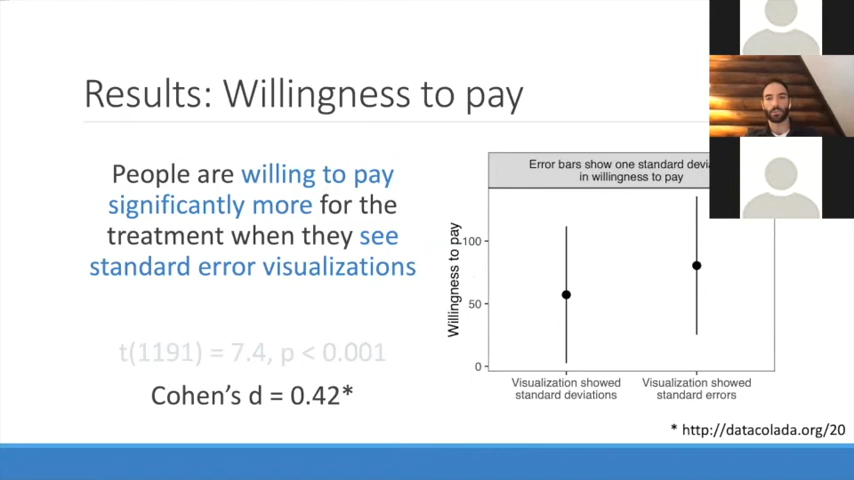 Results: Willingness to pay
People are willing to pay
significantly more for the
treatment when they see
standard error visualizations
t(1191) = 7.4, p < 0.001
Cohen's d = 0.42*
Error bars show one standard
in willingness to pay
Willingness to pay
100
50
0
Visualization showed
standard deviations
Visualization showed
standard errors
* http://datacolada.org/20